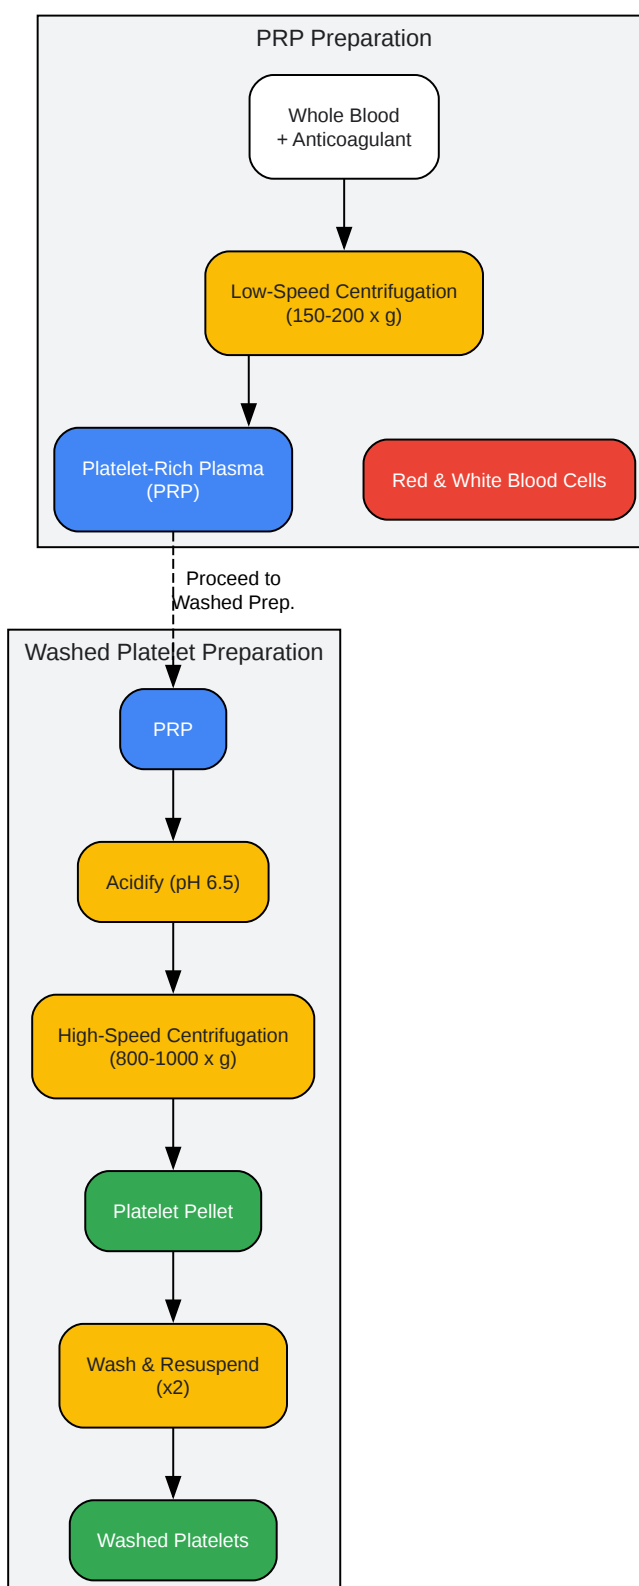 PRP Preparation
Whole Blood
+ Anticoagulant
Low-Speed Centrifugation
(150-200 x g)
Platelet-Rich Plasma
(PRP)
Red & White Blood Cells
Proceed to
Washed Prep.
Washed Platelet Preparation
PRP
Acidify (pH 6.5)
High-Speed Centrifugation
(800-1000 x g)
Platelet Pellet
Wash & Resuspend
(x2)
Washed Platelets